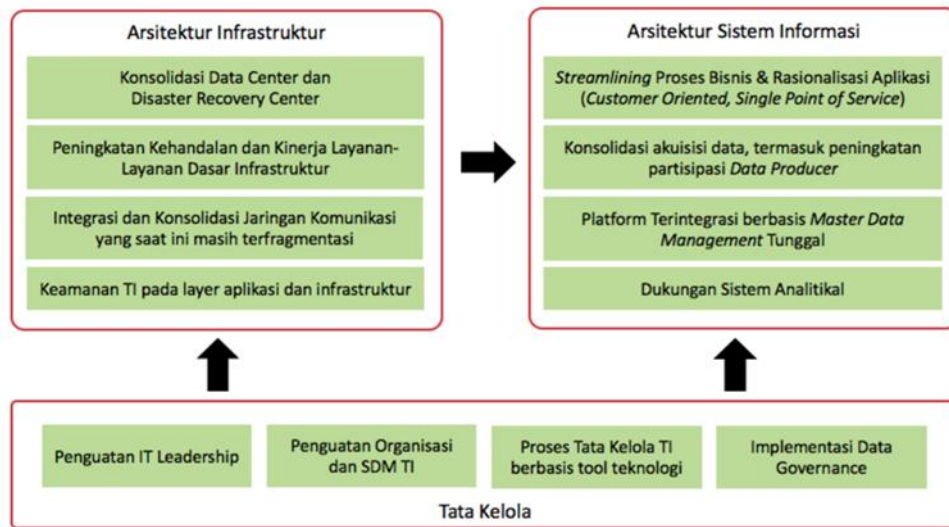 Arsitektur Infrastruktur
Konsolidasi Data Center dan
Disaster Recovery Center
Peningkatan Kehandalan dan Kinerja Layanan-
Layanan Dasar Infrastruktur
Integrasi dan Konsolidasi Jaringan Komunikasi
yang saat ini masih terfragmentasi
Keamanan TI pada layer aplikasi dan infrastruktur
Arsitektur Sistem Informasi
Streamlining Proses Bisnis & Rasionalisasi Aplikasi
(Customer Oriented, Single Point of Service)
Konsolidasi akuisisi data, termasuk peningkatan
partisipasi Data Producer
Platform Terintegrasi berbasis Master Data
Management Tunggal
Dukungan Sistem Analitikal
Penguatan IT Leadership
Penguatan Organisasi
dan SDM TI
Proses Tata Kelola TI
berbasis tool teknologi
Implementasi Data
Governance
Tata Kelola